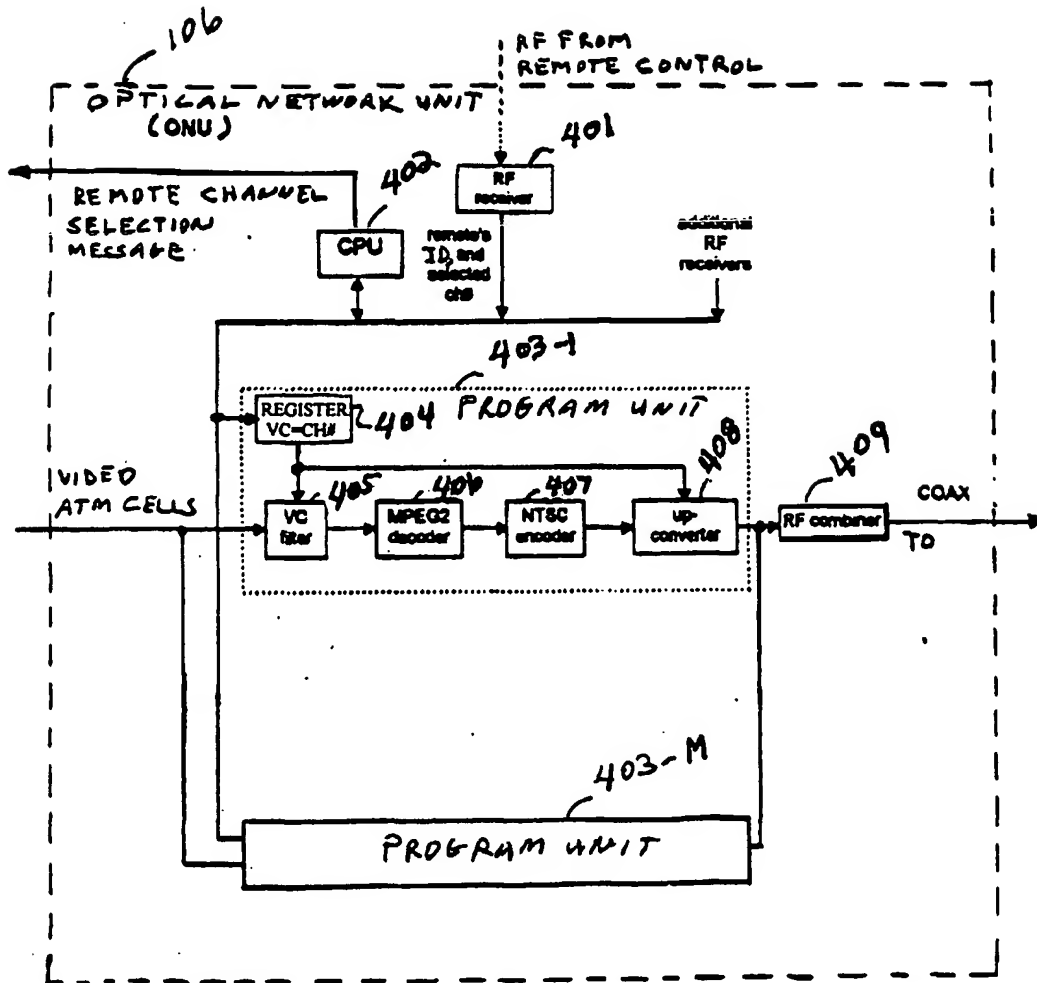 106
RF FROM
REMOTE CONTROL
OPTICAL NETWORK UNIT
(ONU)
401
402
RF
receiver
REMOTE CHANNEL
SELECTION
MESSAGE
CPU
remote's
ID, and
selected
ch#
additional
RF
receivers
403-1
REGISTER
VC=CH#
404
PROGRAM UNIT
408
409
VIDEO
ATM CELLS
405
406
407
VC
filter
MPEG2
decoder
NTSC
encoder
up-
converter
RF combiner
COAX
TO
403-M
PROGRAM UNIT